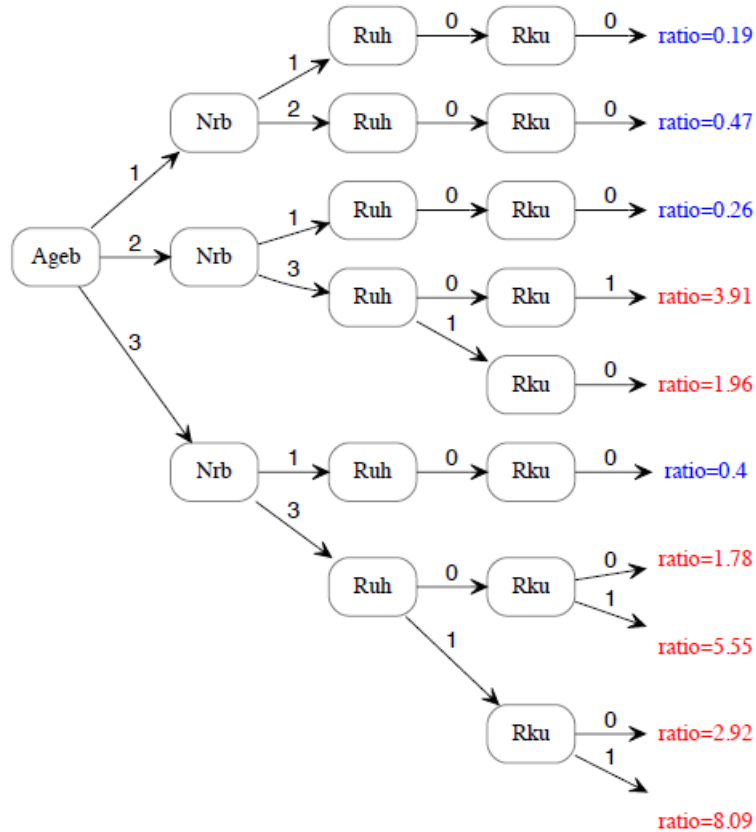 Ruh 0 Rku 0 ratio=0.19
1
Nrb 2 Ruh 0 Rku 0 ratio=0.47
1
Ruh 0 Rku 0 ratio=0.26
1
Ageb 2 Nrb
3 Ruh 0 Rku 1 ratio=3.91
1
3
Rku 0 ratio=1.96
Nrb 1 Ruh 0 Rku 0 ratio=0.4
3
0 ratio=1.78
Ruh 0 Rku
1
ratio=5.55
1
Rku 0 ratio=2.92
1
ratio=8.09